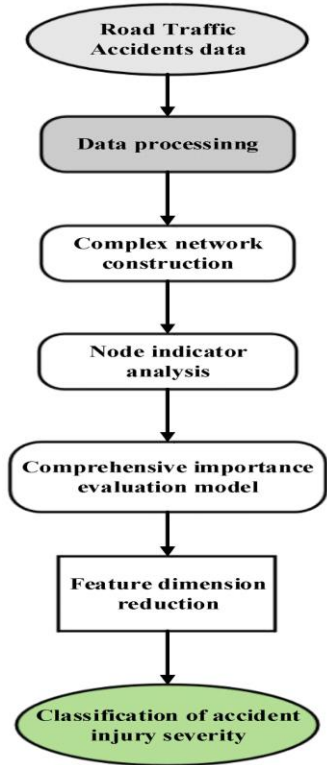 Road Traffic
Accidents data
Data processinng
Complex network
construction
Node indicator
analysis
Comprehensive importance
evaluation model
Feature dimension
reduction
Classification of accident
injury severity